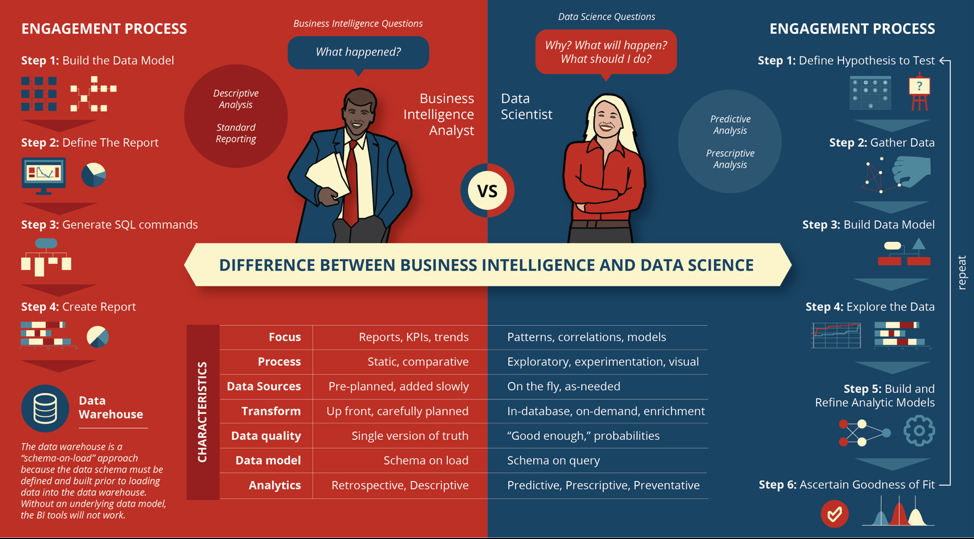 ENGAGEMENT PROCESS
Step 1: Build the Data Model
Step 2: Define The Report
Step 3: Generate SQL commands
Step 4: Create Report
Data
Warehouse
The data warehouse is a
"schema-on-load" approach
because the data schema must be
defined and built prior to loading
data into the data warehouse.
Without an underlying data model,
the BI tools will not work.
Business Intelligence Questions
What happened?
Descriptive
Analysis
Standard
Reporting
Business
Intelligence
Analyst
VS
Data Science Questions
Why? What will happen?
What should I do?
Data
Scientist
Predictive
Analysis
Prescriptive
Analysis
DIFFERENCE BETWEEN BUSINESS INTELLIGENCE AND DATA SCIENCE
CHARACTERISTICS
Focus Reports, KPIs, trends Patterns, correlations, models
Process Static, comparative Exploratory, experimentation, visual
Data Sources Pre-planned, added slowly On the fly, as-needed
Transform Up front, carefully planned In-database, on-demand, enrichment
Data quality Single version of truth “Good enough,” probabilities
Data model Schema on load Schema on query
Analytics Retrospective, Descriptive Predictive, Prescriptive, Preventative
ENGAGEMENT PROCESS
Step 1: Define Hypothesis to Test
?
Step 2: Gather Data
Step 3: Build Data Model
Step 4: Explore the Data
Step 5: Build and
Refine Analytic Models
Step 6: Ascertain Goodness of Fit
repeat